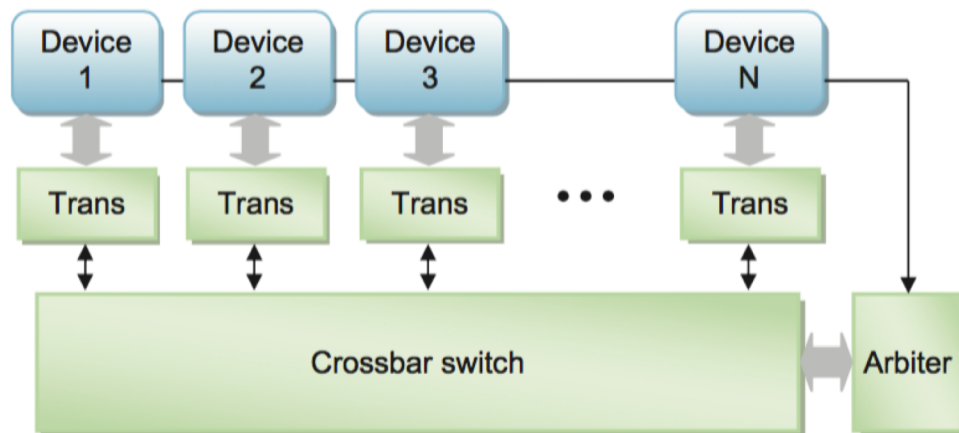 Device
1
Device
2
Device
3
Device
N
Trans
Trans
Trans
Trans
Crossbar switch
Arbiter